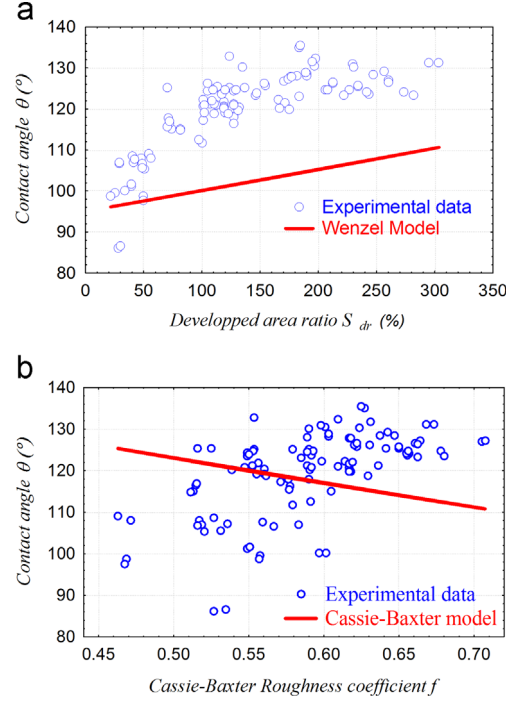 a
140
130
120
110
100
90
80
Contact angle θ (º)
Experimental data
Wenzel Model
0 50 100 150 200 250 300 350
Developped area ratio S dr (%)
b
140
130
120
110
100
90
80
Contact angle θ (º)
Experimental data
Cassie-Baxter model
0.45 0.50 0.55 0.60 0.65 0.70
Cassie-Baxter Roughness coefficient f